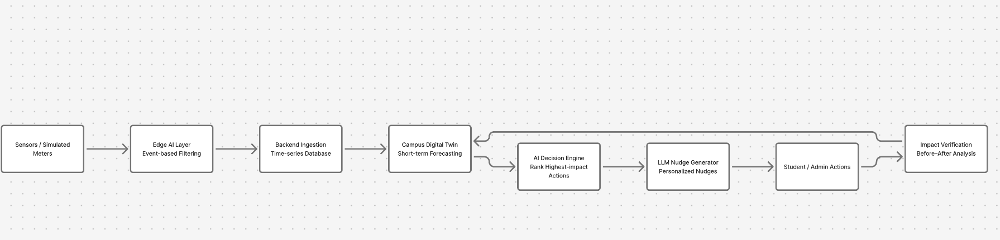 Sensors / Simulated
Meters
Edge AI Layer
Event-based Filtering
Backend Ingestion
Time-series Database
Campus Digital Twin
Short-term Forecasting
AI Decision Engine
Rank Highest-impact
Actions
LLM Nudge Generator
Personalized Nudges
Student / Admin Actions
Impact Verification
Before–After Analysis